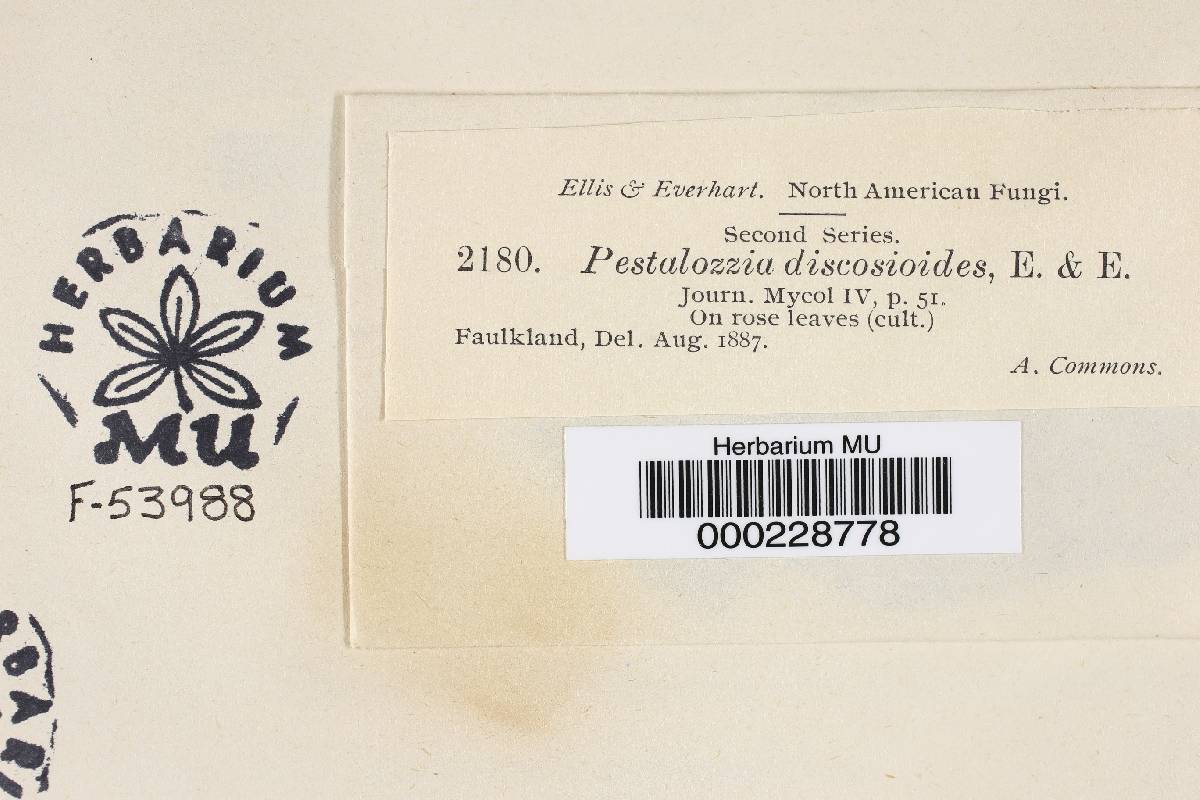 Ellis & Everhart. North American Fungi.
Second Series.
2180. Pestalozzia discosioides, E. & E.
Journ. Mycol IV, p. 51.
On rose leaves (cult.)
Faulkland, Del. Aug. 1887.
A. Commons.
HERBARIUM
MU
F-53988
Herbarium MU
000228778